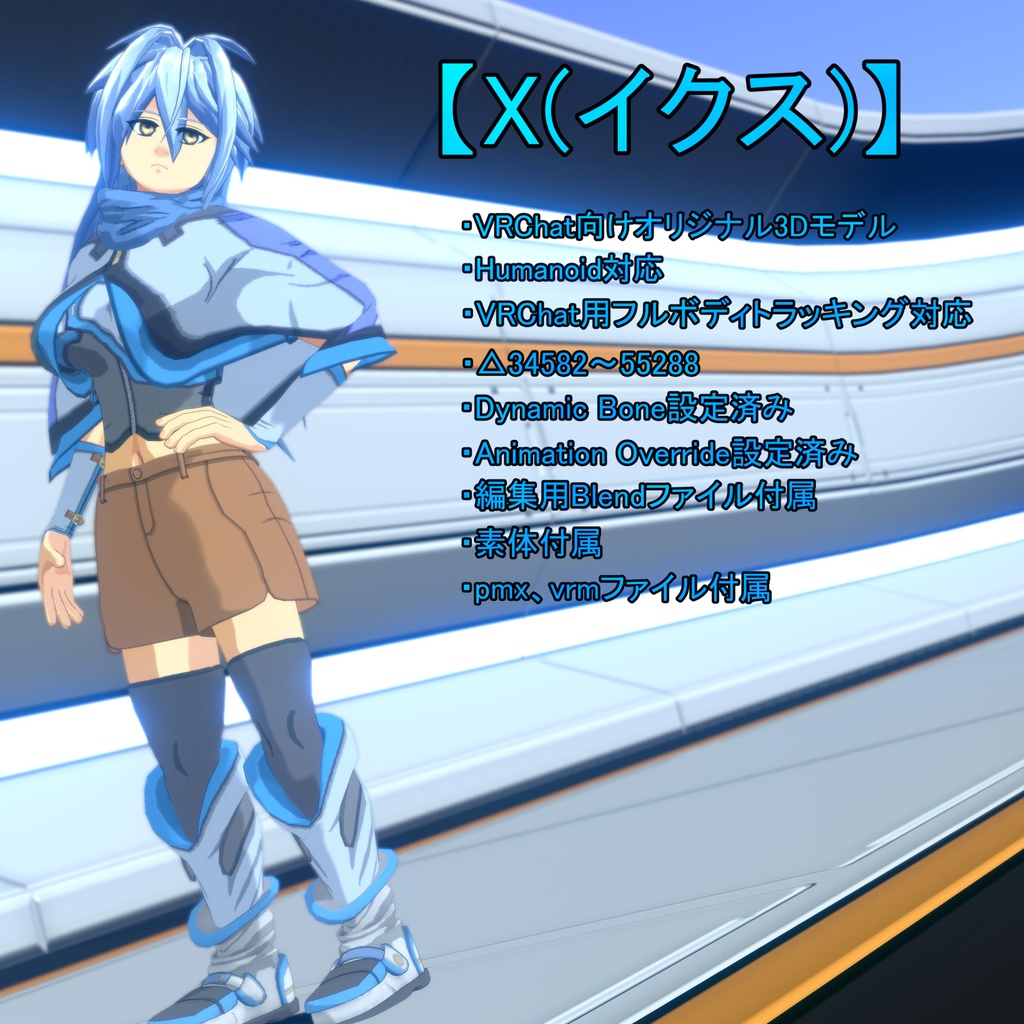 【X(イクス)】
・VRChat向けオリジナル3Dモデル
・Humanoid対応
・VRChat用フルボディトラッキング対応
・△34582～55288
・Dynamic Bone設定済み
・Animation Override設定済み
・編集用Blendファイル付属
・素体付属
・pmx、vrmファイル付属